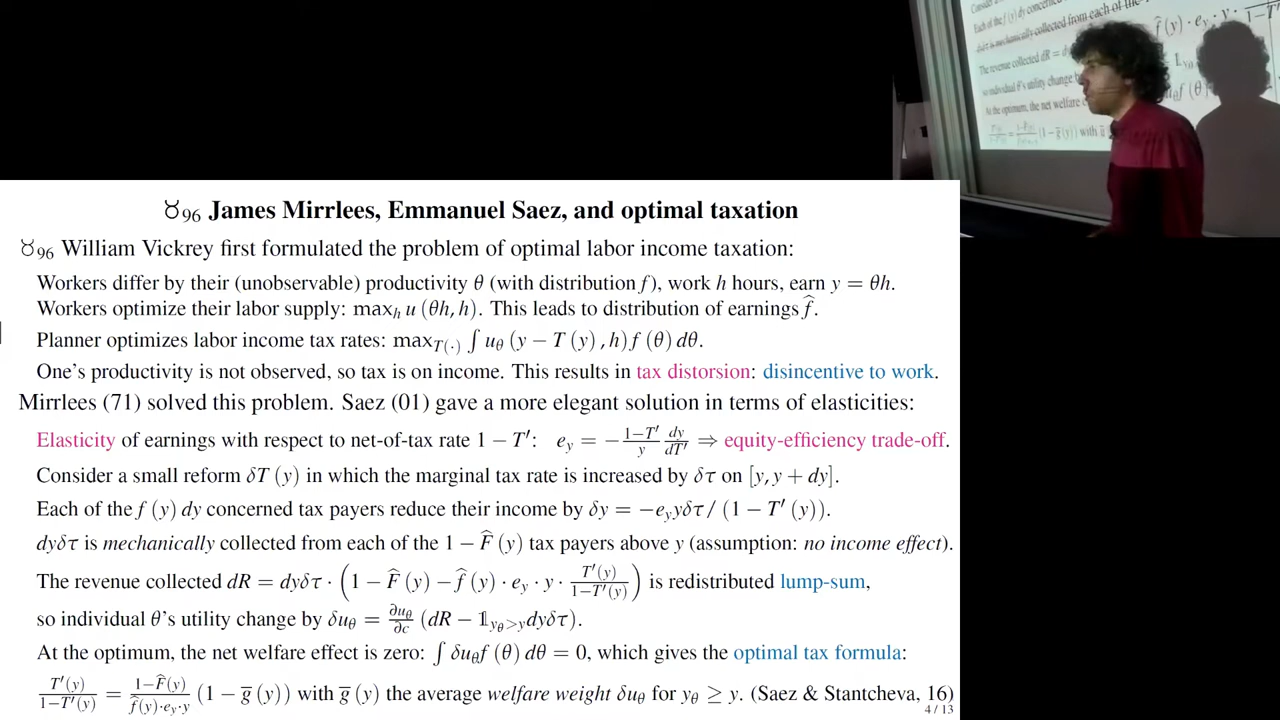 ♉96 James Mirrlees, Emmanuel Saez, and optimal taxation
♉96 William Vickrey first formulated the problem of optimal labor income taxation:
Workers differ by their (unobservable) productivity θ (with distribution f), work h hours, earn y = θh.
Workers optimize their labor supply: max_h u (θh, h). This leads to distribution of earnings f̂.
Planner optimizes labor income tax rates: max_{T(·)} ∫ u_θ (y − T (y), h) f (θ) dθ.
One's productivity is not observed, so tax is on income. This results in tax distorsion: disincentive to work.
Mirrlees (71) solved this problem. Saez (01) gave a more elegant solution in terms of elasticities:
Elasticity of earnings with respect to net-of-tax rate 1 − T′: e_y = −\frac{1−T′}{y} \frac{dy}{dT′} ⇒ equity-efficiency trade-off.
Consider a small reform δT (y) in which the marginal tax rate is increased by δτ on [y, y + dy].
Each of the f (y) dy concerned tax payers reduce their income by δy = −e_y yδτ/ (1 − T′ (y)).
dyδτ is mechanically collected from each of the 1 − F̂ (y) tax payers above y (assumption: no income effect).
The revenue collected dR = dyδτ · (1 − F̂ (y) − f̂ (y) · e_y · y · \frac{T′(y)}{1−T′(y)}) is redistributed lump-sum,
so individual θ's utility change by δu_θ = \frac{∂u_θ}{∂c} (dR − 𝟙_{y_θ>y} dyδτ).
At the optimum, the net welfare effect is zero: ∫ δu_θ f (θ) dθ = 0, which gives the optimal tax formula:
\frac{T′(y)}{1−T′(y)} = \frac{1−F̂(y)}{f̂(y)·e_y·y} (1 − g̅ (y)) with g̅ (y) the average welfare weight δu_θ for y_θ ≥ y. (Saez & Stantcheva, 16)
4 / 13